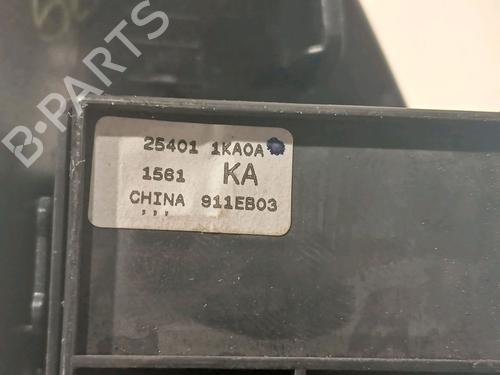 25401 1KA0A
1561 KA
CHINA 911EB03
, , ,
B-PARTS